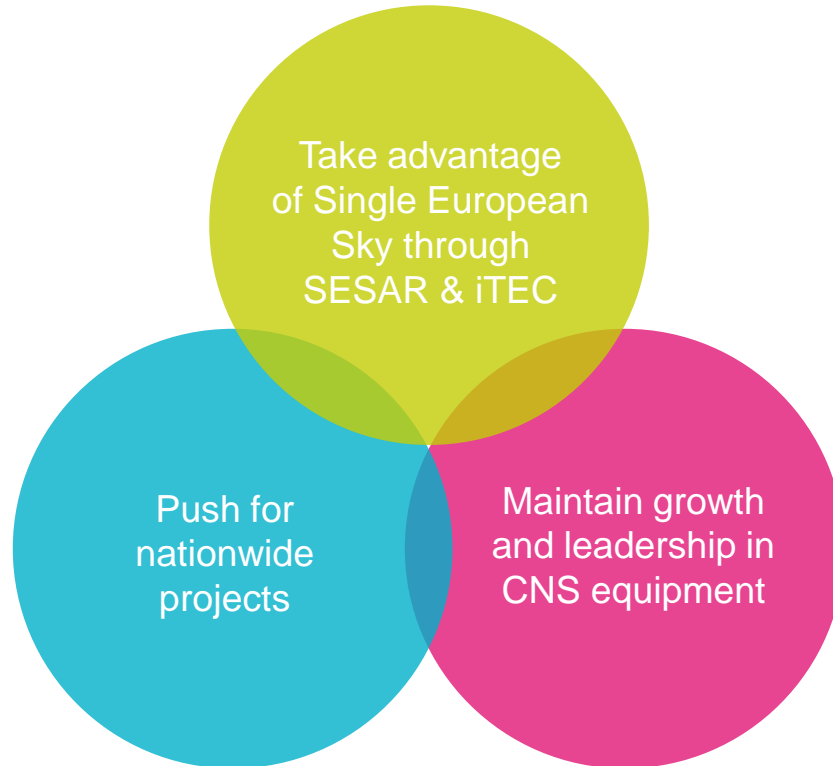 Take advantage
of Single European
Sky through
SESAR & iTEC
Push for
nationwide
projects
Maintain growth
and leadership in
CNS equipment